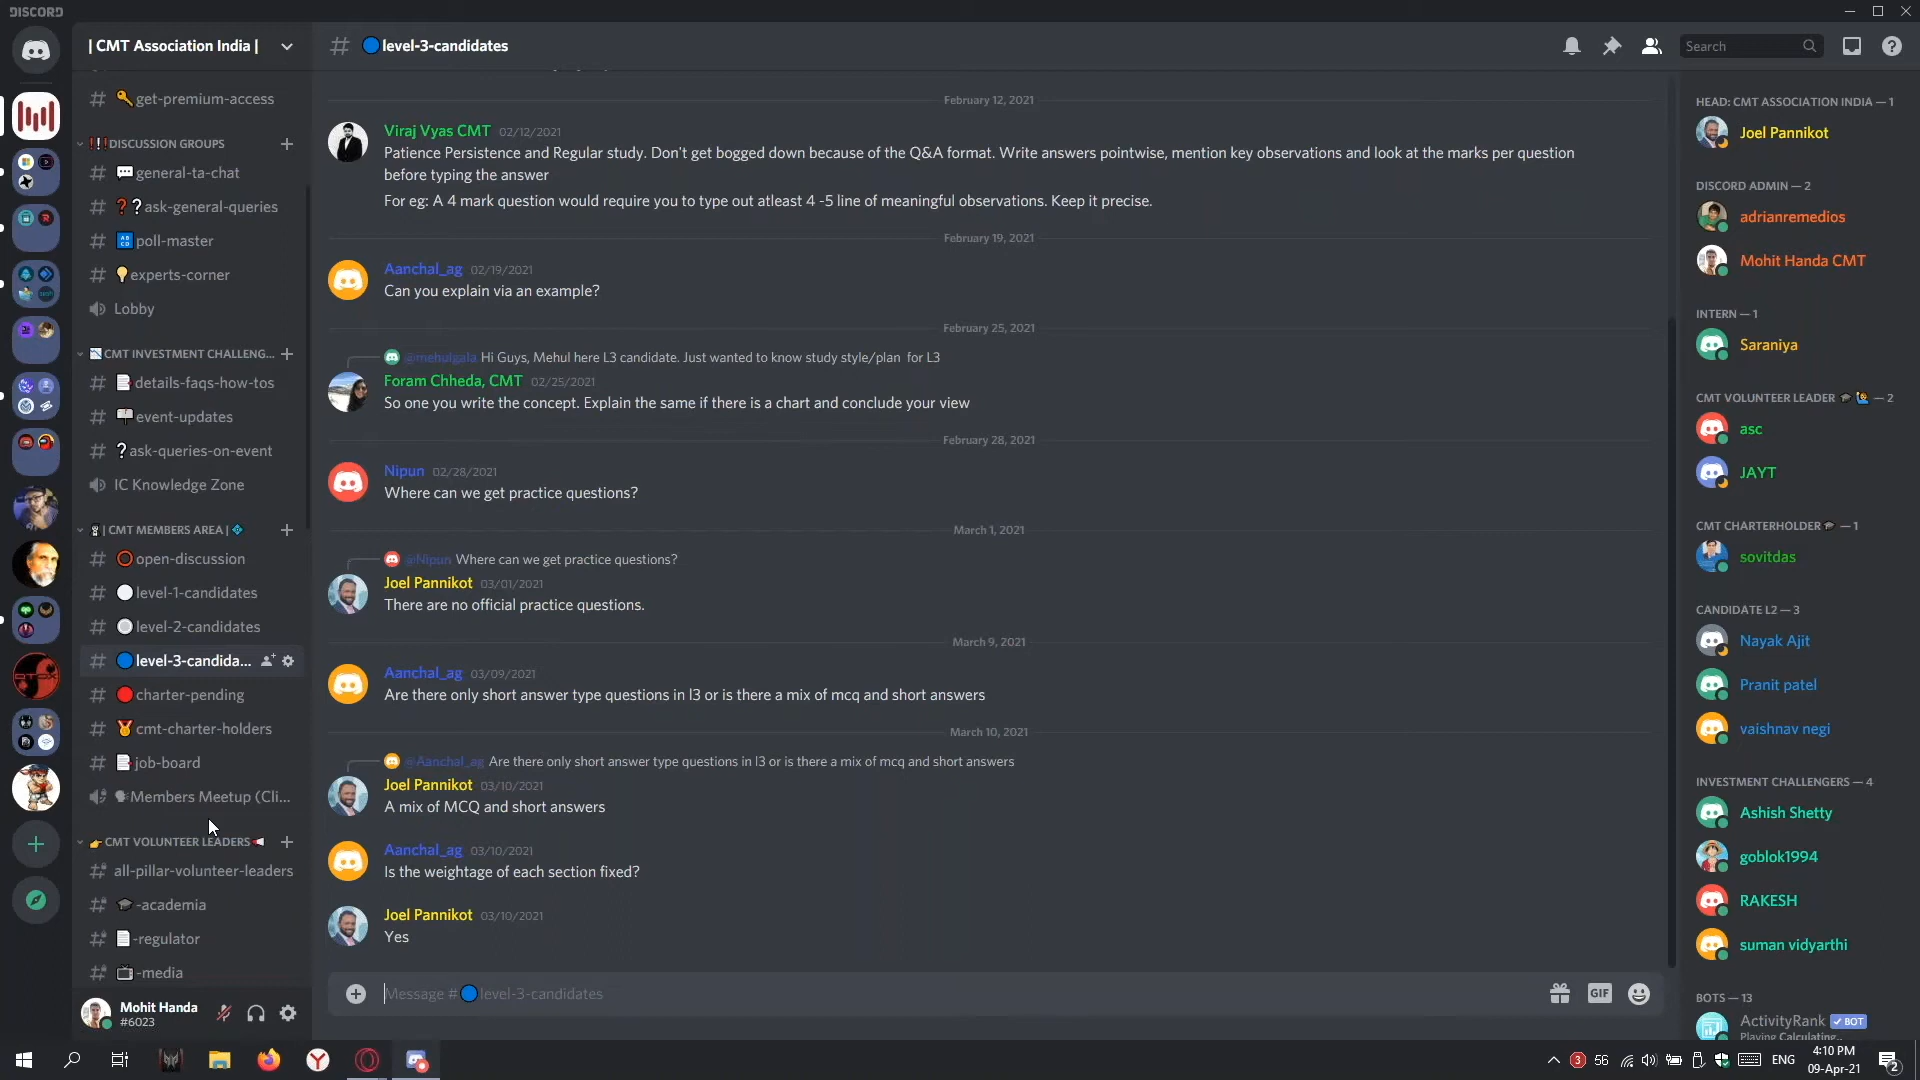 DISCORD
| CMT Association India |
level-3-candidates
Search
get-premium-access
DISCUSSION GROUPS
general-ta-chat
ask-general-queries
poll-master
experts-corner
Lobby
CMT INVESTMENT CHALLENG...
details-faqs-how-tos
event-updates
ask-queries-on-event
IC Knowledge Zone
| CMT MEMBERS AREA |
open-discussion
level-1-candidates
level-2-candidates
level-3-candida...
charter-pending
cmt-charter-holders
job-board
Members Meetup (Cli...
CMT VOLUNTEER LEADERS
all-pillar-volunteer-leaders
-academia
-regulator
-media
Mohit Handa
#6023
February 12, 2021
Viraj Vyas CMT 02/12/2021
Patience Persistence and Regular study. Don't get bogged down because of the Q&A format. Write answers pointwise, mention key observations and look at the marks per question
before typing the answer
For eg: A 4 mark question would require you to type out atleast 4 -5 line of meaningful observations. Keep it precise.
February 19, 2021
Aanchal_ag 02/19/2021
Can you explain via an example?
February 25, 2021
@mehulgala Hi Guys, Mehul here L3 candidate. Just wanted to know study style/plan for L3
Foram Chheda, CMT 02/25/2021
So one you write the concept. Explain the same if there is a chart and conclude your view
February 28, 2021
Nipun 02/28/2021
Where can we get practice questions?
March 1, 2021
@Nipun Where can we get practice questions?
Joel Pannikot 03/01/2021
There are no official practice questions.
March 9, 2021
Aanchal_ag 03/09/2021
Are there only short answer type questions in l3 or is there a mix of mcq and short answers
March 10, 2021
@Aanchal_ag Are there only short answer type questions in l3 or is there a mix of mcq and short answers
Joel Pannikot 03/10/2021
A mix of MCQ and short answers
Aanchal_ag 03/10/2021
Is the weightage of each section fixed?
Joel Pannikot 03/10/2021
Yes
Message # level-3-candidates
GIF
HEAD: CMT ASSOCIATION INDIA — 1
Joel Pannikot
DISCORD ADMIN — 2
adrianremedios
Mohit Handa CMT
INTERN — 1
Saraniya
CMT VOLUNTEER LEADER — 2
asc
JAYT
CMT CHARTERHOLDER — 1
sovitdas
CANDIDATE L2 — 3
Nayak Ajit
Pranit patel
vaishnav negi
INVESTMENT CHALLENGERS — 4
Ashish Shetty
goblok1994
RAKESH
suman vidyarthi
BOTS — 13
ActivityRank BOT
Playing Calculating..
3
56
ENG
4:10 PM
09-Apr-21
2